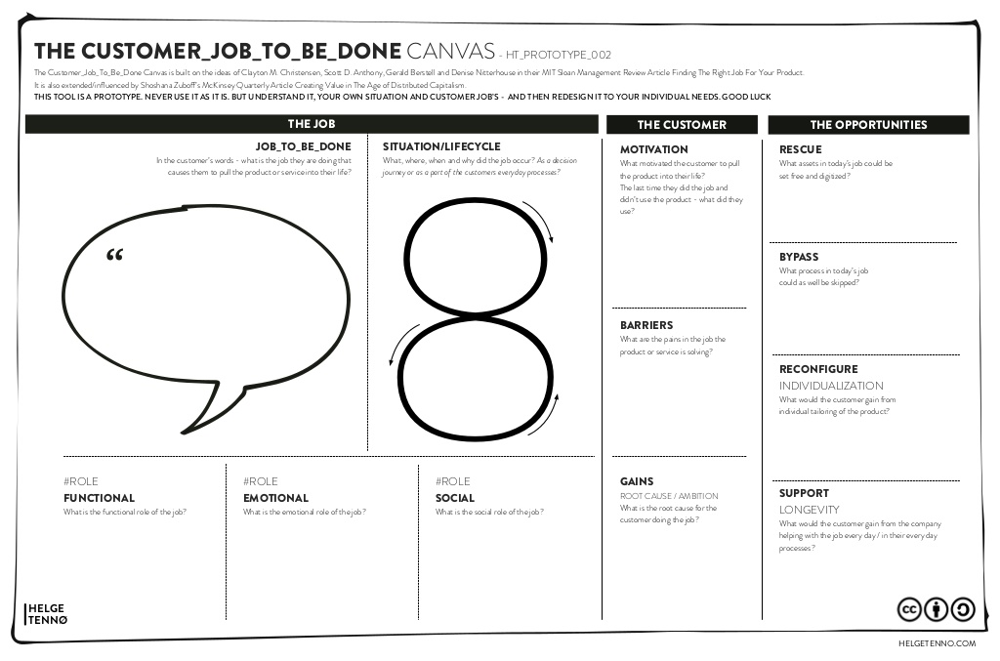 THE CUSTOMER_JOB_TO_BE_DONE CANVAS - HT_PROTOTYPE_002
The Customer_Job_To_Be_Done Canvas is built on the ideas of Clayton M. Christensen, Scott D. Anthony, Gerald Berstell and Denise Nitterhouse in their MIT Sloan Management Review Article Finding The Right Job For Your Product.
It is also extended/influenced by Shoshana Zuboff's McKinsey Quarterly Article Creating Value in The Age of Distributed Capitalism.
THIS TOOL IS A PROTOTYPE. NEVER USE IT AS IT IS. BUT UNDERSTAND IT, YOUR OWN SITUATION AND CUSTOMER JOB'S - AND THEN REDESIGN IT TO YOUR INDIVIDUAL NEEDS. GOOD LUCK
THE JOB
JOB_TO_BE_DONE
In the customer's words - what is the job they are doing that
causes them to pull the product or service into their life?
“
SITUATION/LIFECYCLE
What, where, when and why did the job occur? As a decision
journey or as a part of the customers everyday processes?
#ROLE
FUNCTIONAL
What is the functional role of the job?
#ROLE
EMOTIONAL
What is the emotional role of the job?
#ROLE
SOCIAL
What is the social role of the job?
THE CUSTOMER
MOTIVATION
What motivated the customer to pull
the product into their life?
The last time they did the job and
didn't use the product - what did they
use?
BARRIERS
What are the pains in the job the
product or service is solving?
GAINS
ROOT CAUSE / AMBITION
What is the root cause for the
customer doing the job?
THE OPPORTUNITIES
RESCUE
What assets in today's job could be
set free and digitized?
BYPASS
What process in today's job
could as well be skipped?
RECONFIGURE
INDIVIDUALIZATION
What would the customer gain from
individual tailoring of the product?
SUPPORT
LONGEVITY
What would the customer gain from the company
helping with the job every day / in their every day
processes?
HELGE
TENNØ
cc
HELGETENNO.COM